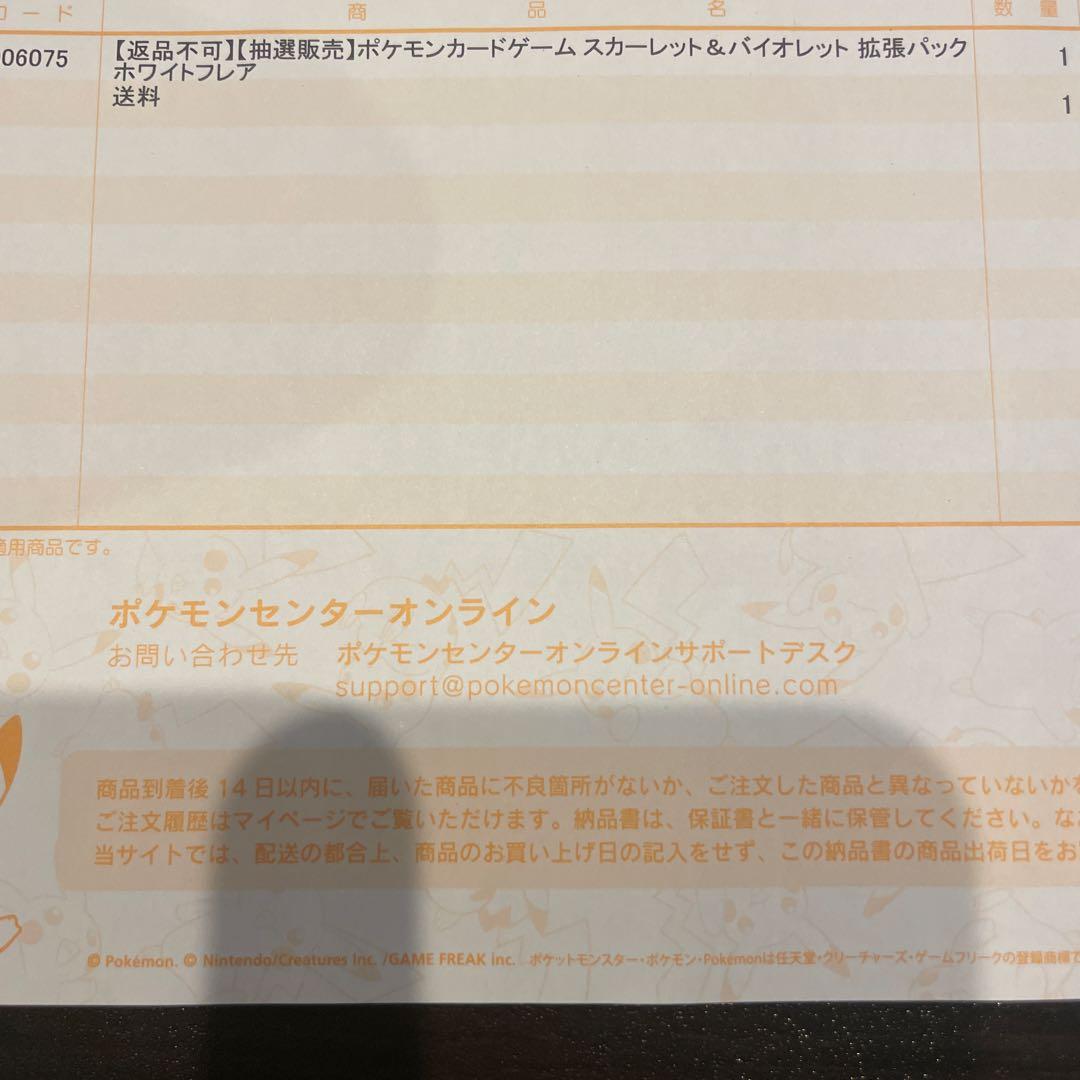 コード 商品名 数量
06075 【返品不可】【抽選販売】ポケモンカードゲーム スカーレット＆バイオレット 拡張パック 1
ホワイトフレア
送料 1
適用商品です。
ポケモンセンターオンライン
お問い合わせ先 ポケモンセンターオンラインサポートデスク
support@pokemoncenter-online.com
商品到着後 14 日以内に、届いた商品に不良箇所がないか、ご注文した商品と異なっていないかを
ご注文履歴はマイページでご覧いただけます。納品書は、保証書と一緒に保管してください。な
当サイトでは、配送の都合上、商品のお買い上げ日の記入をせず、この納品書の商品出荷日をお
© Pokémon. © Nintendo/Creatures Inc. /GAME FREAK inc. ポケットモンスター・ポケモン・Pokémonは任天堂・クリーチャーズ・ゲームフリークの登録商標で